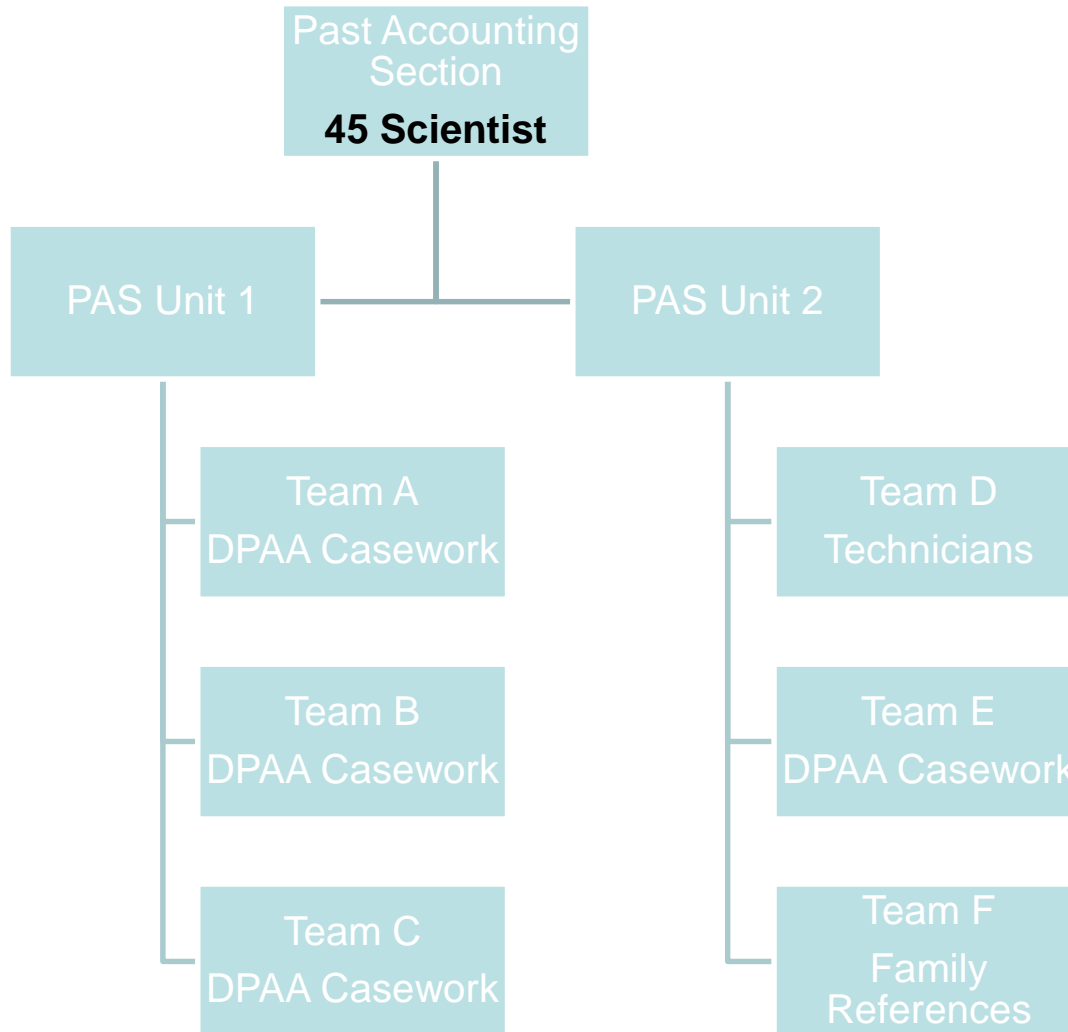 Past Accounting
Section
45 Scientist
PAS Unit 1
PAS Unit 2
Team A
DPAA Casework
Team B
DPAA Casework
Team C
DPAA Casework
Team D
Technicians
Team E
DPAA Casework
Team F
Family
References